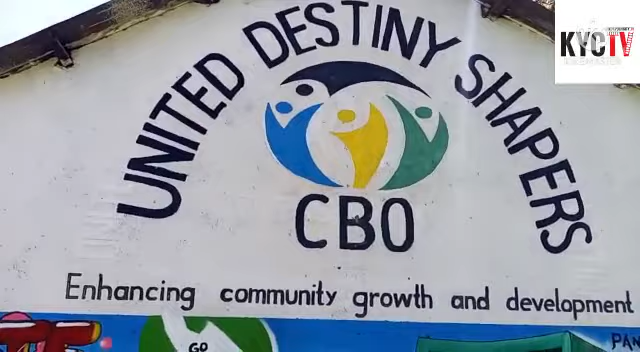 KYCTV
UNITED DESTINY SHAPERS
CBO
Enhancing community growth and development
GO